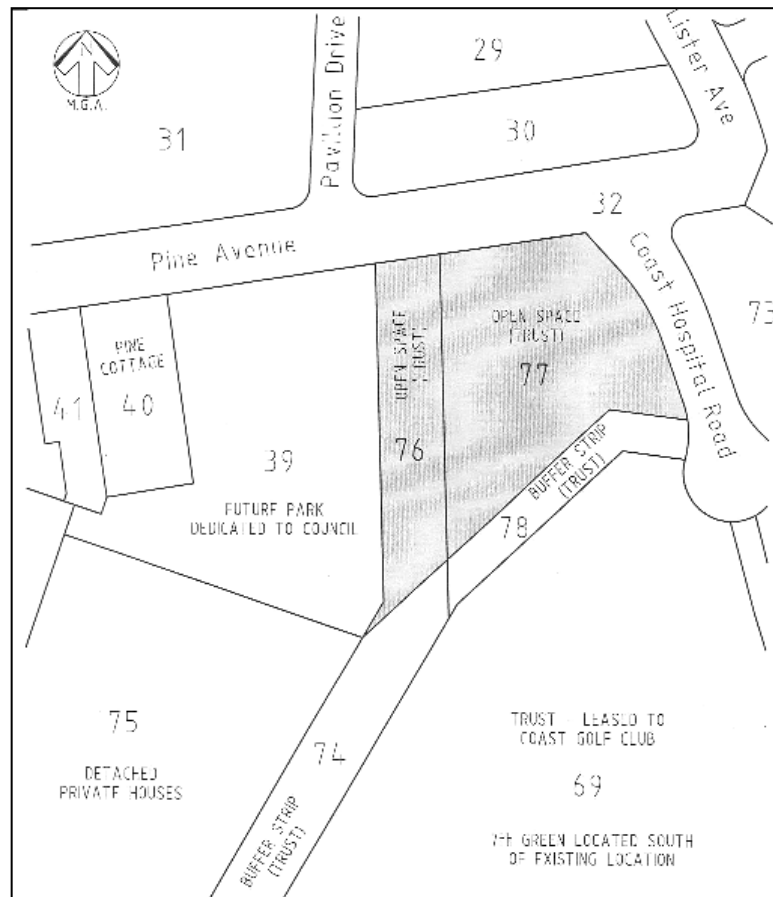 N
M.G.A.
31
Pavilion Drive
29
30
Lister Ave
32
Pine Avenue
Coast Hospital Road
73
41
PINE
COTTAGE
40
39
FUTURE PARK
DEDICATED TO COUNCIL
OPEN SPACE
(TRUST)
76
OPEN SPACE
(TRUST)
77
BUFFER STRIP
(TRUST)
78
75
DETACHED
PRIVATE HOUSES
74
BUFFER STRIP
(TRUST)
TRUST - LEASED TO
COAST GOLF CLUB
69
GREEN LOCATED SOUTH
OF EXISTING LOCATION